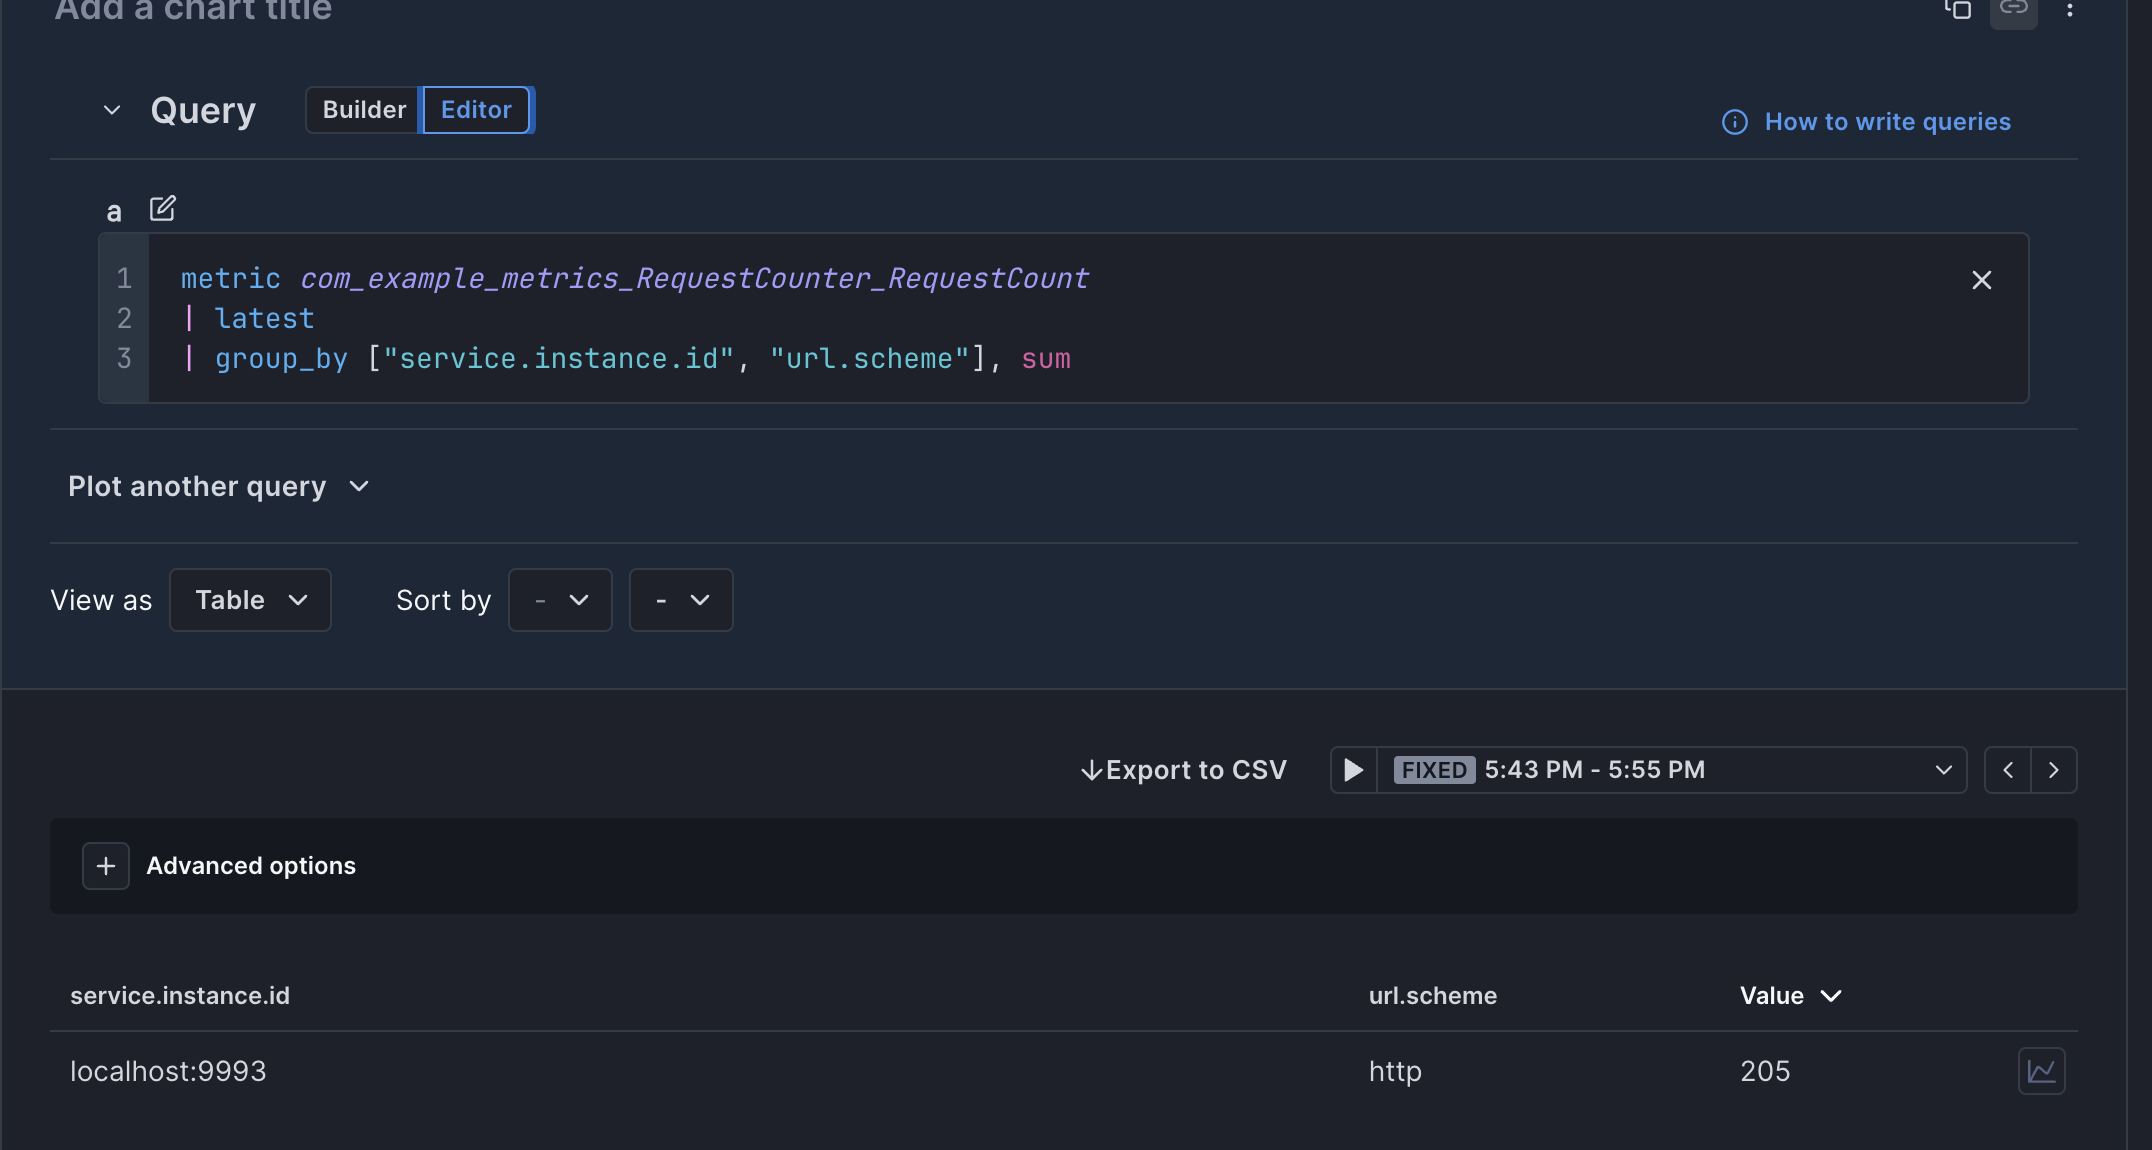 Add a chart title
Query Builder Editor
How to write queries
a
1 metric com_example_metrics_RequestCounter_RequestCount
2 | latest
3 | group_by ["service.instance.id", "url.scheme"], sum
Plot another query
View as Table Sort by - -
Export to CSV FIXED 5:43 PM - 5:55 PM
Advanced options
service.instance.id url.scheme Value
localhost:9993 http 205